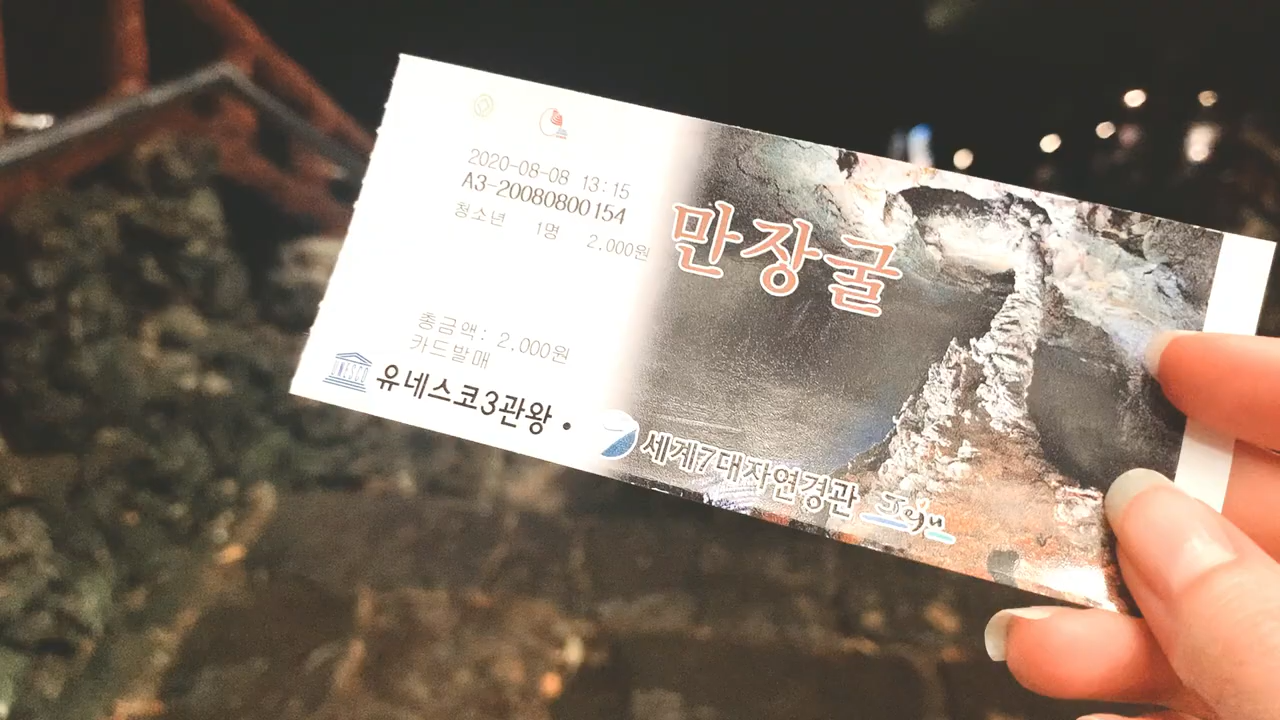 2020-08-08 13:15
A3-20080800154
청소년 1명 2.000원
총금액: 2.000원
카드발매
UNESCO
유네스코3관왕 •
만장굴
세계7대자연경관 Jeju